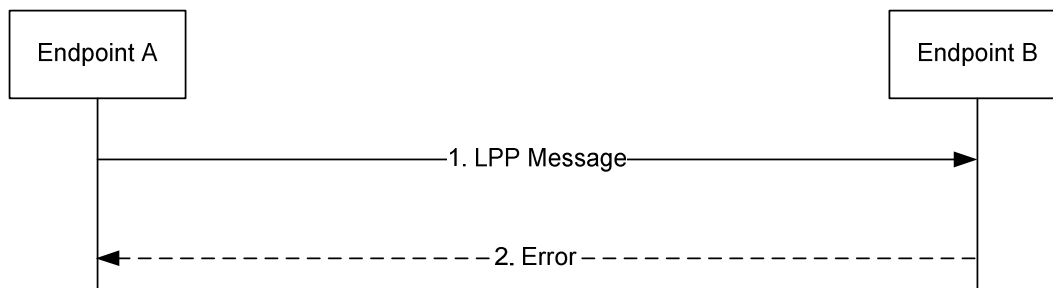 Endpoint A
Endpoint B
1. LPP Message
2. Error